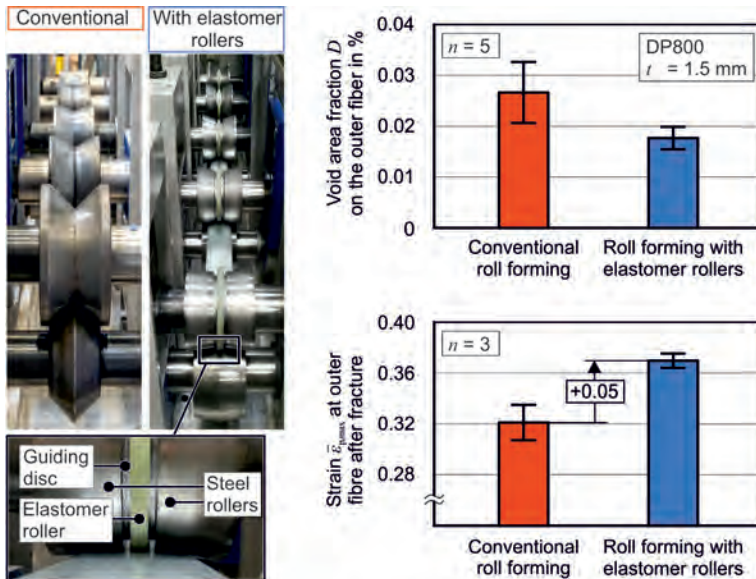 Conventional
With elastomer
rollers
Guiding
disc
Elastomer
roller
Steel
rollers
Void area fraction D
on the outer fiber in %
0.04
0.03
0.02
0.01
0
n = 5
DP800
t = 1.5 mm
Conventional
roll forming
Roll forming with
elastomer rollers
Strain ε̄p,max at outer
fibre after fracture
0.40
0.36
0.32
0.28
n = 3
+0.05
Conventional
roll forming
Roll forming with
elastomer rollers